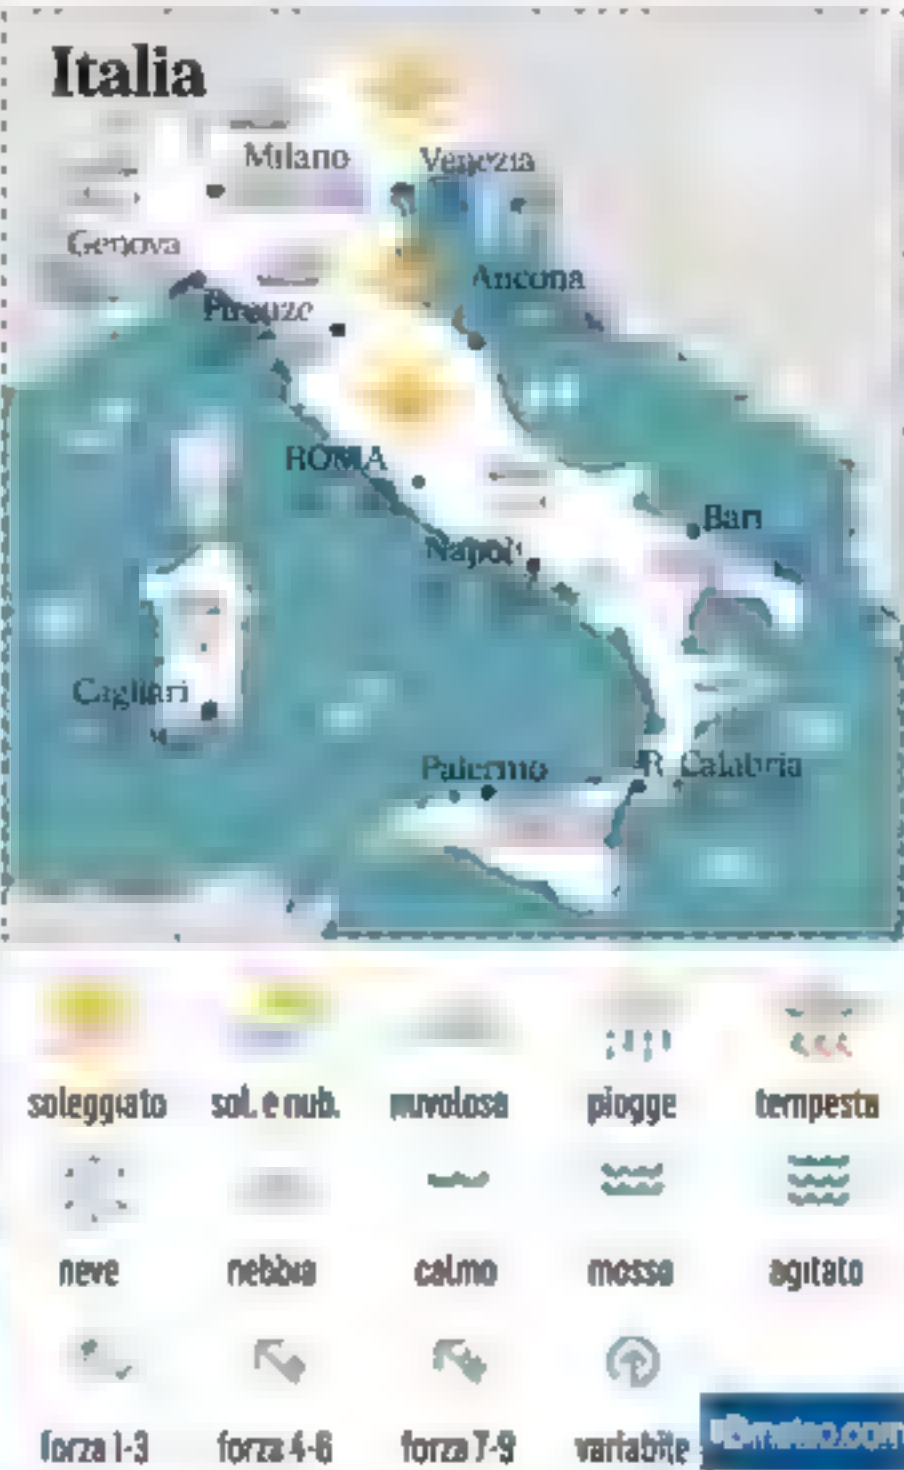 Italia
Milano
Venezia
Genova
Ancona
Firenze
ROMA
Bari
Napoli
Cagliari
Palermo
R. Calabria
soleggiato sol. e nub. nuvoloso piogge tempesta
neve nebbia calmo mosso agitato
forza 1-3 forza 4-6 forza 7-9 variabile